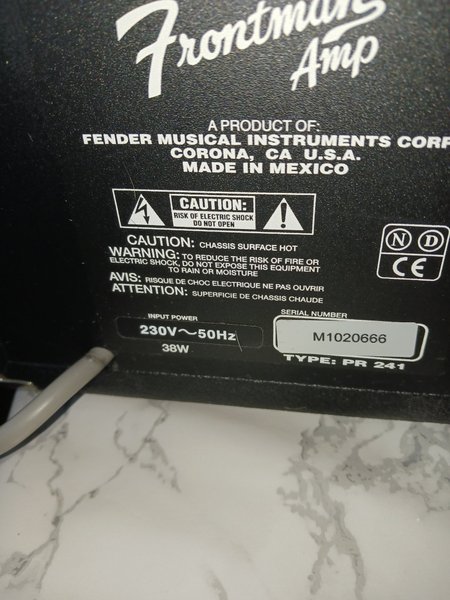 Frontman
Amp
A PRODUCT OF:
FENDER MUSICAL INSTRUMENTS CORP
CORONA, CA U.S.A.
MADE IN MEXICO
CAUTION:
RISK OF ELECTRIC SHOCK
DO NOT OPEN
CAUTION: CHASSIS SURFACE HOT
WARNING: TO REDUCE THE RISK OF FIRE OR
ELECTRIC SHOCK, DO NOT EXPOSE THIS EQUIPMENT
TO RAIN OR MOISTURE
AVIS: RISQUE DE CHOC ELECTRIQUE NE PAS OUVRIR
ATTENTION: SUPERFICIE DE CHASSIS CHAUDE
N D
CE
INPUT POWER
230V～50Hz
38W
SERIAL NUMBER
M1020666
TYPE: PR 241